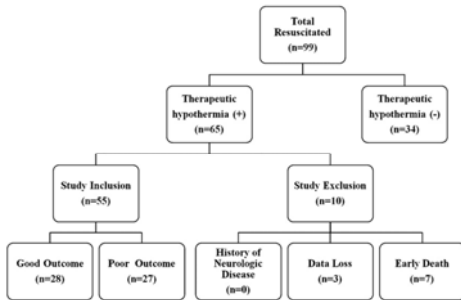 Total
Resuscitated
(n=99)
Therapeutic
hypothermia (+)
(n=65)
Therapeutic
hypothermia (-)
(n=34)
Study Inclusion
(n=55)
Study Exclusion
(n=10)
Good Outcome
(n=28)
Poor Outcome
(n=27)
History of
Neurologic
Disease
(n=0)
Data Loss
(n=3)
Early Death
(n=7)